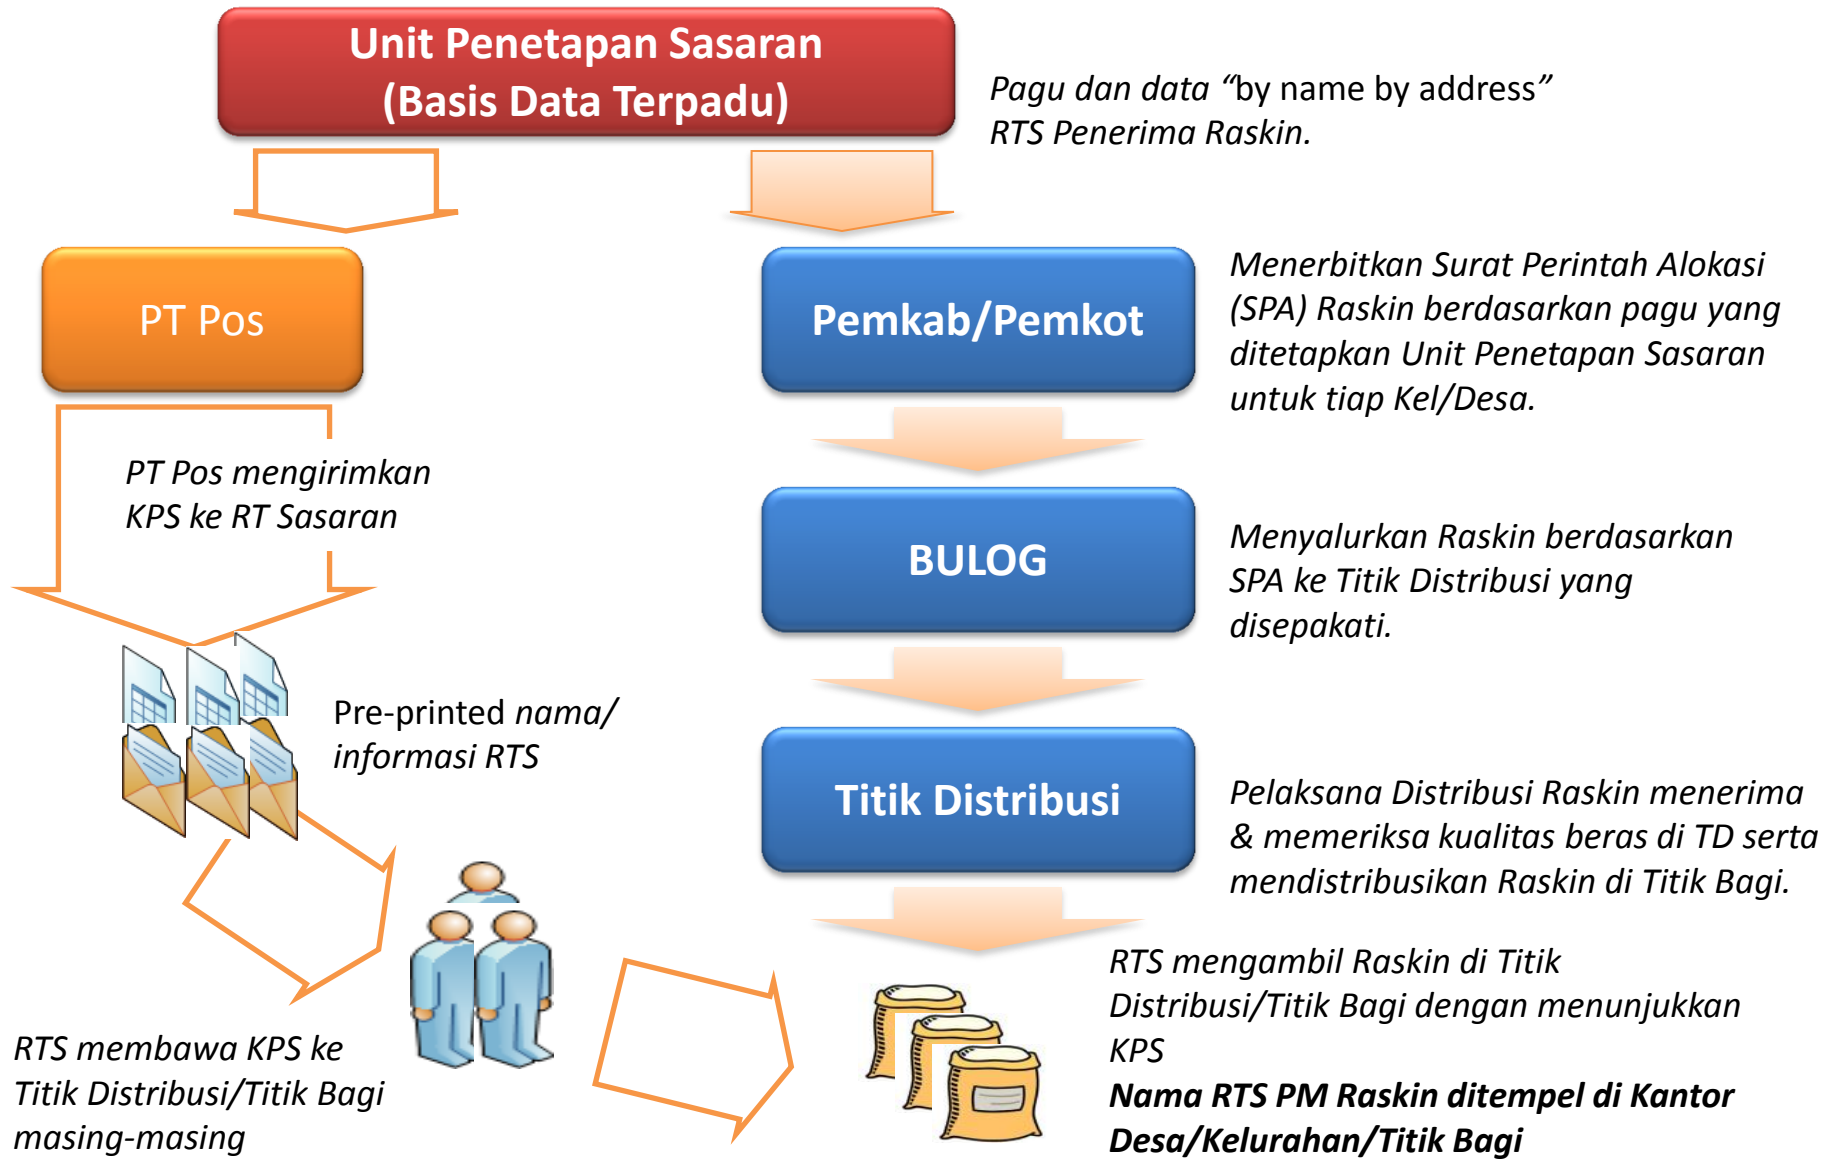 Unit Penetapan Sasaran
(Basis Data Terpadu)
Pagu dan data “by name by address”
RTS Penerima Raskin.
PT Pos
Pemkab/Pemkot
Menerbitkan Surat Perintah Alokasi
(SPA) Raskin berdasarkan pagu yang
ditetapkan Unit Penetapan Sasaran
untuk tiap Kel/Desa.
PT Pos mengirimkan
KPS ke RT Sasaran
BULOG
Menyalurkan Raskin berdasarkan
SPA ke Titik Distribusi yang
disepakati.
Pre-printed nama/
informasi RTS
Titik Distribusi
Pelaksana Distribusi Raskin menerima
& memeriksa kualitas beras di TD serta
mendistribusikan Raskin di Titik Bagi.
RTS membawa KPS ke
Titik Distribusi/Titik Bagi
masing-masing
RTS mengambil Raskin di Titik
Distribusi/Titik Bagi dengan menunjukkan
KPS
Nama RTS PM Raskin ditempel di Kantor
Desa/Kelurahan/Titik Bagi